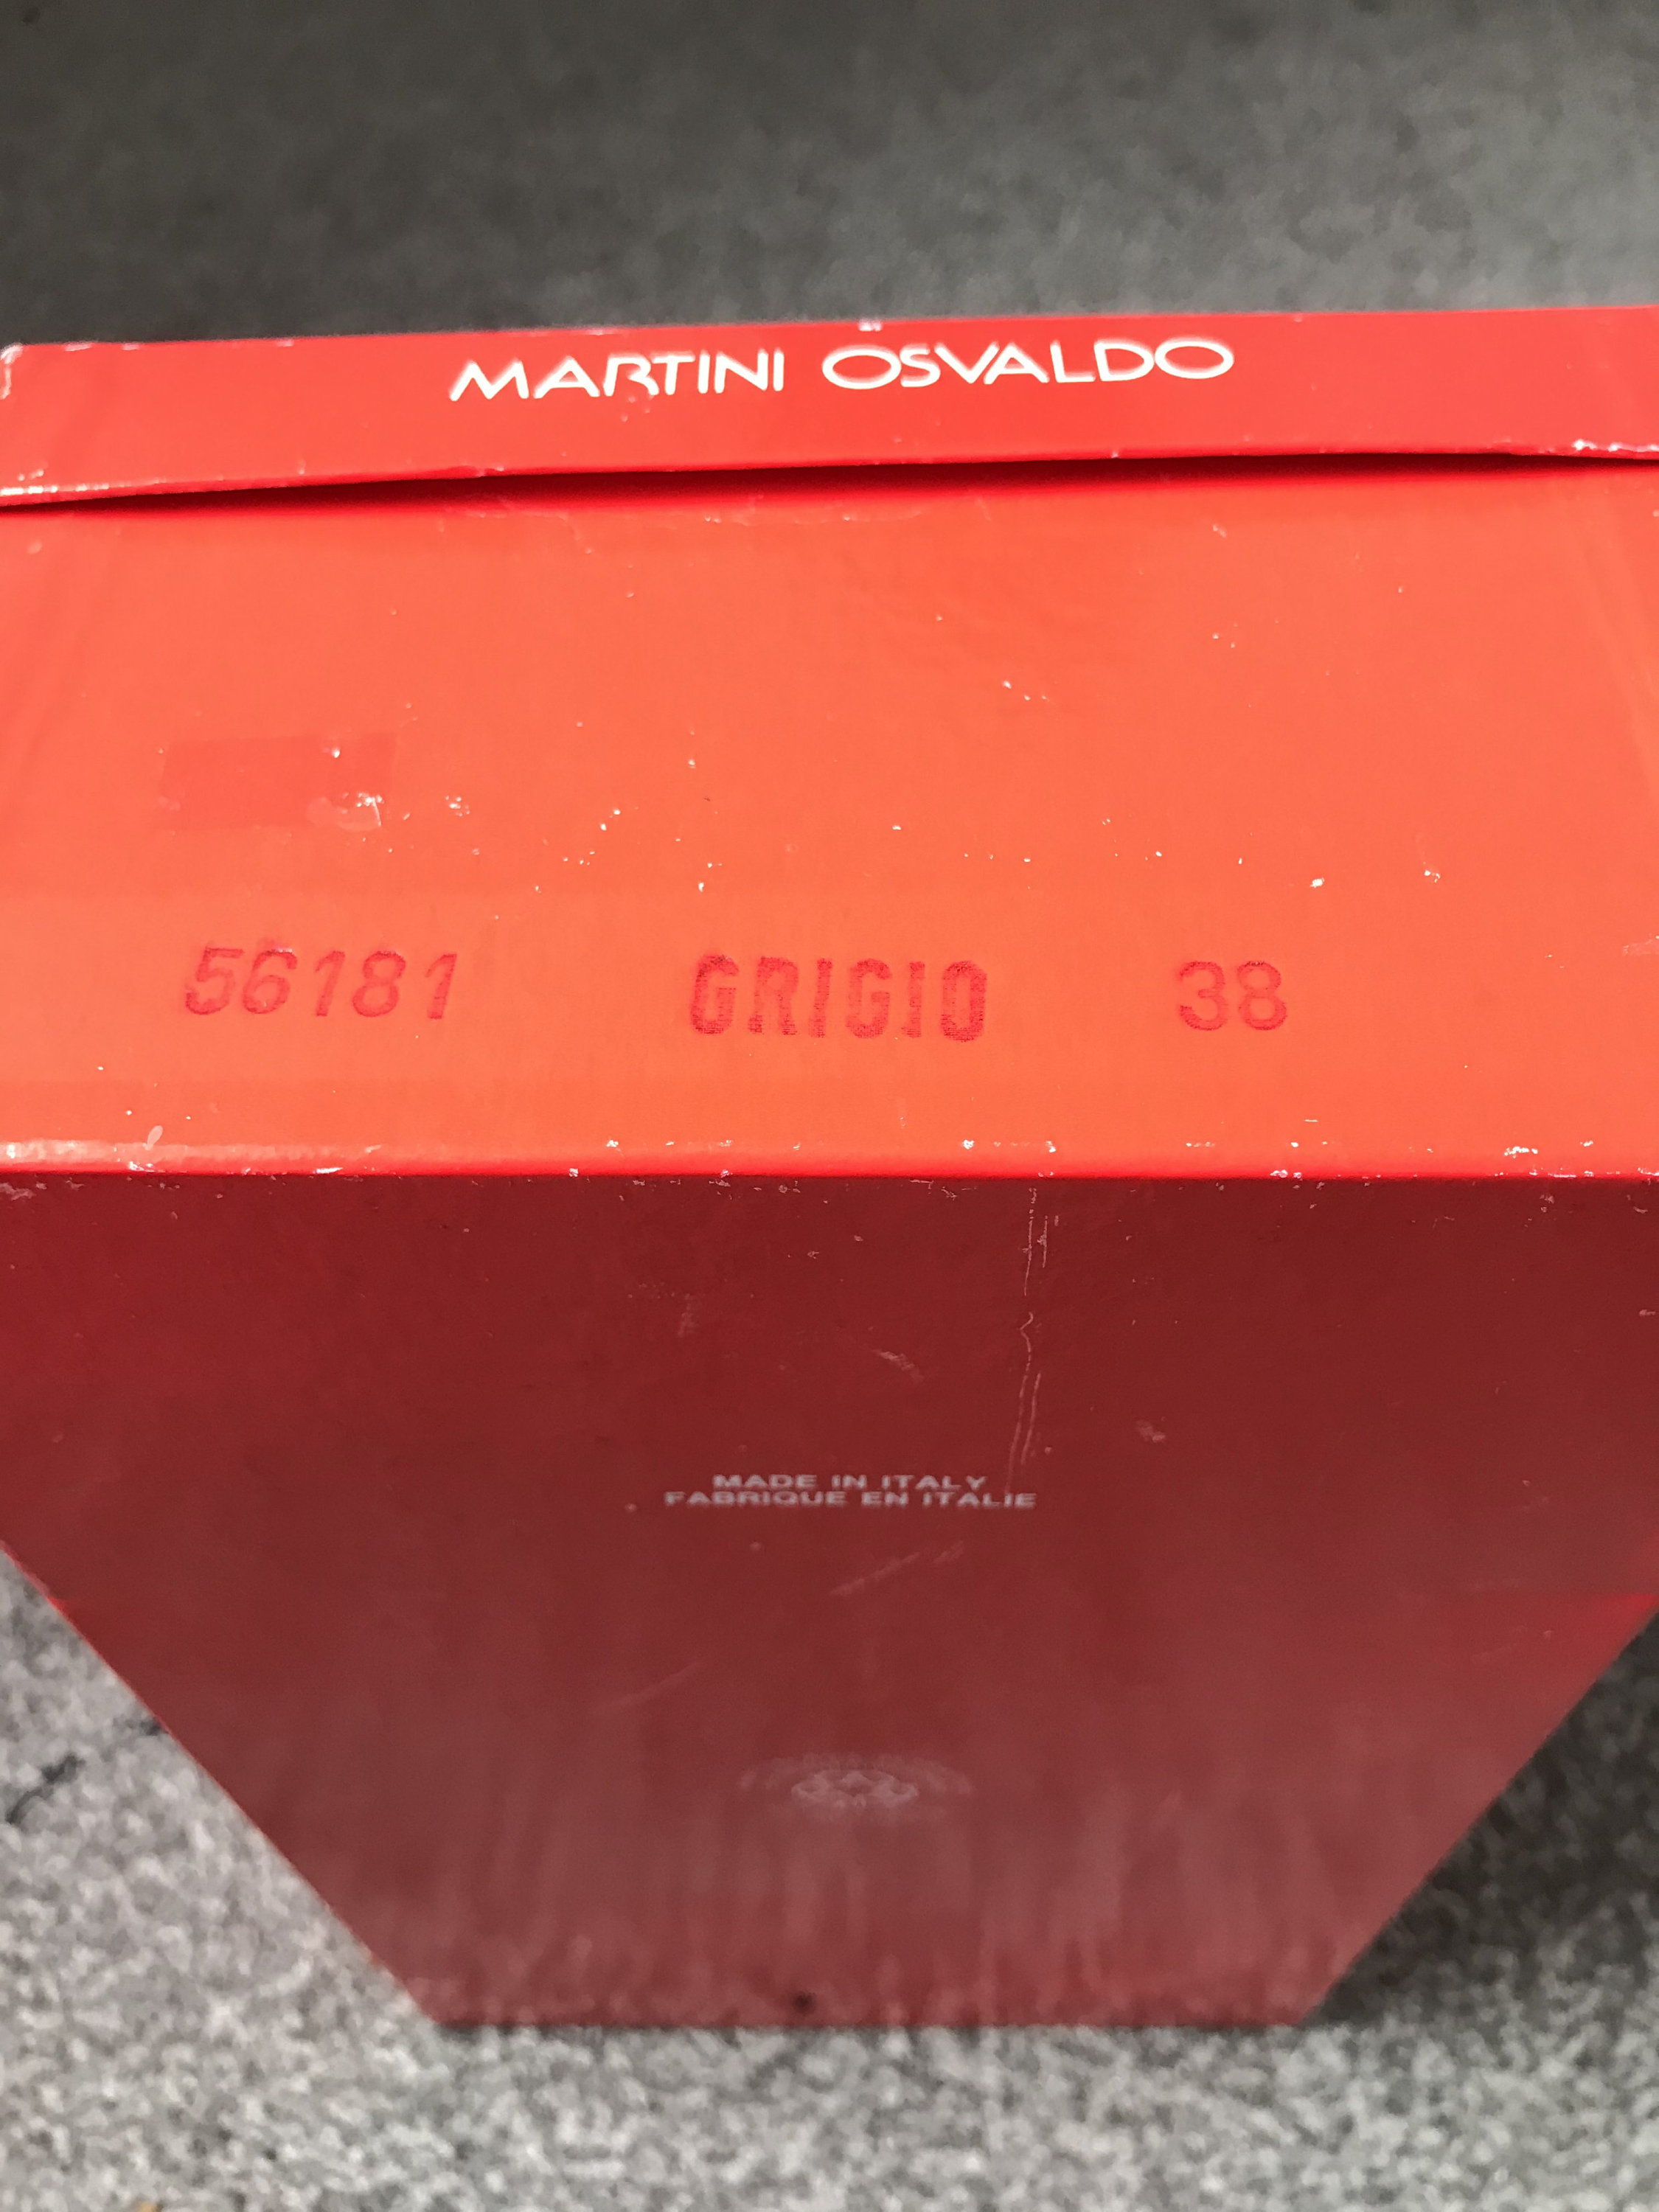 MARTINI OSVALDO
56181 GRIGIO 38
MADE IN ITALY
FABRIQUE EN ITALIE